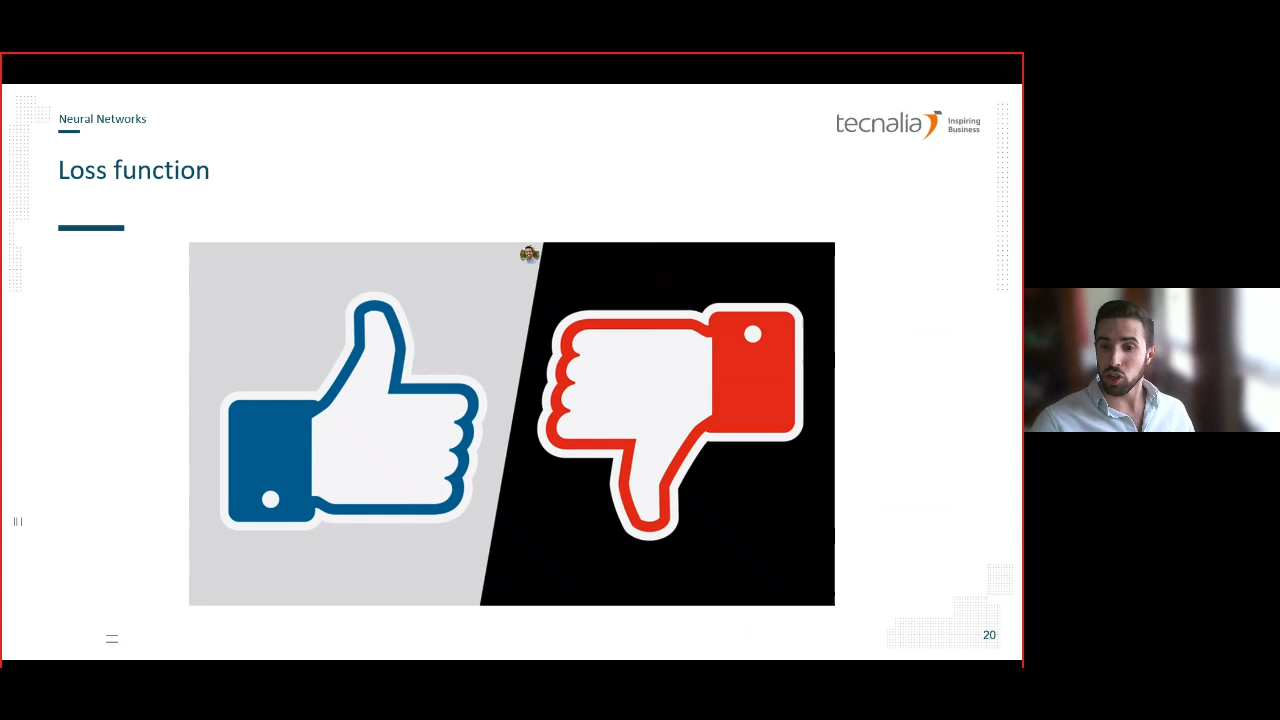 Neural Networks
tecnalia Inspiring
Business
Loss function
20